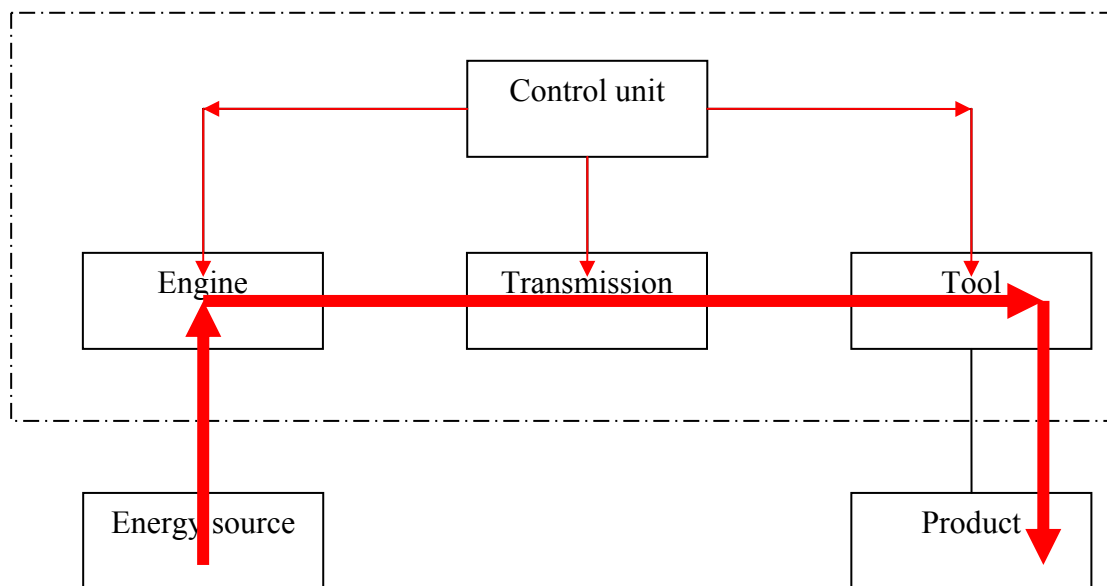 Control unit
Engine
Transmission
Tool
Energy source
Product